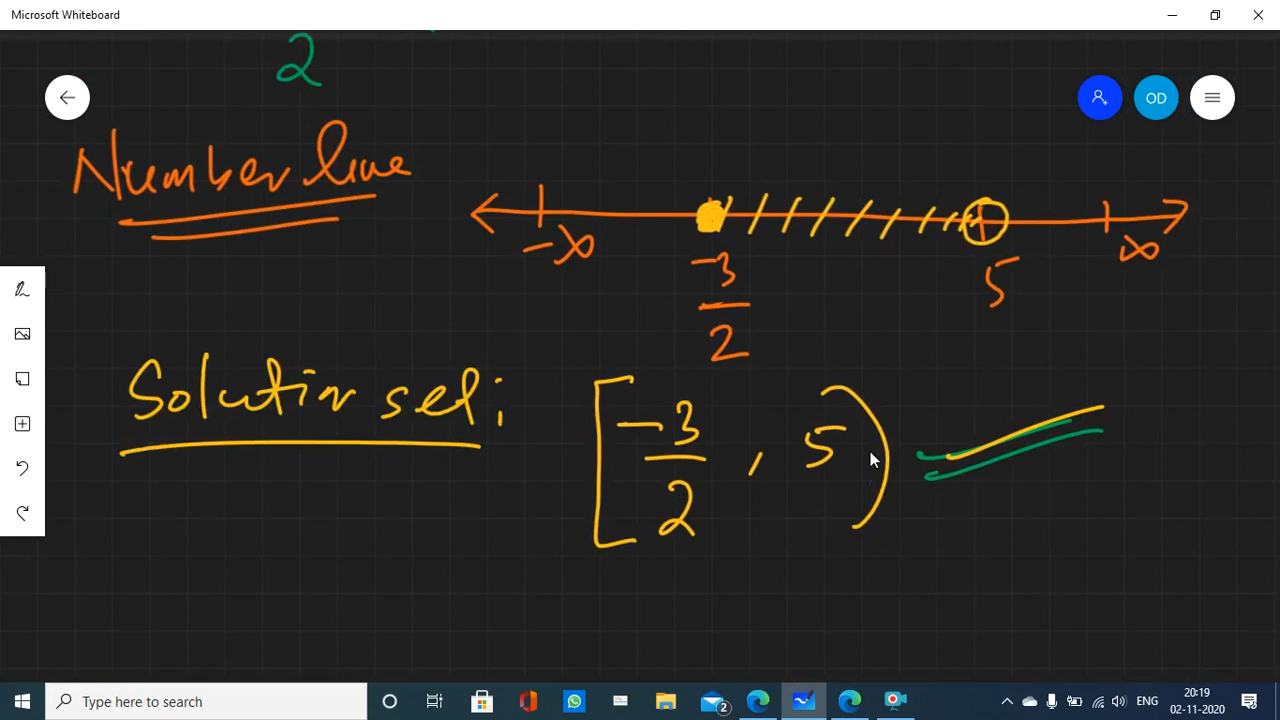 Microsoft Whiteboard
2
OD
Number line
-∞
-3
2
5
∞
Solution set:
[-3
2
, 5)
Type here to search
2
ENG
20:19
02-11-2020